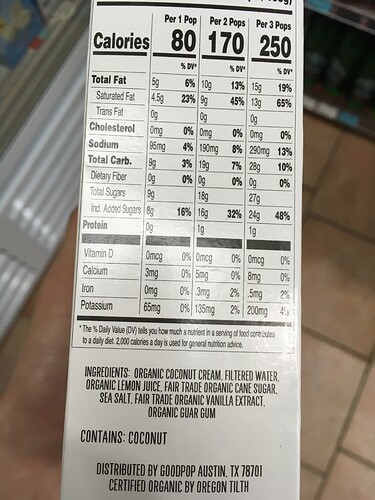 Per 1 Pop Per 2 Pops Per 3 Pops
Calories 80 170 250
% DV* % DV* % DV*
Total Fat 5g 6% 10g 13% 15g 19%
Saturated Fat 4.5g 23% 9g 45% 13g 65%
Trans Fat 0g 0g 0g
Cholesterol 0mg 0% 0mg 0% 0mg 0%
Sodium 95mg 4% 190mg 8% 290mg 13%
Total Carb. 9g 3% 19g 7% 28g 10%
Dietary Fiber 0g 0% 0g 0% 0g 0%
Total Sugars 9g 18g 27g
Incl. Added Sugars 8g 16% 16g 32% 24g 48%
Protein 0g 1g 1g
Vitamin D 0mcg 0% 0mcg 0% 0mcg 0%
Calcium 3mg 0% 5mg 0% 8mg 0%
Iron 0mg 0% .3mg 2% .5mg 2%
Potassium 65mg 0% 135mg 2% 200mg 4%
*The % Daily Value (DV) tells you how much a nutrient in a serving of food contributes
to a daily diet. 2,000 calories a day is used for general nutrition advice.
INGREDIENTS: ORGANIC COCONUT CREAM, FILTERED WATER,
ORGANIC LEMON JUICE, FAIR TRADE ORGANIC CANE SUGAR,
SEA SALT, FAIR TRADE ORGANIC VANILLA EXTRACT,
ORGANIC GUAR GUM
CONTAINS: COCONUT
DISTRIBUTED BY GOODPOP AUSTIN, TX 78701
CERTIFIED ORGANIC BY OREGON TILTH